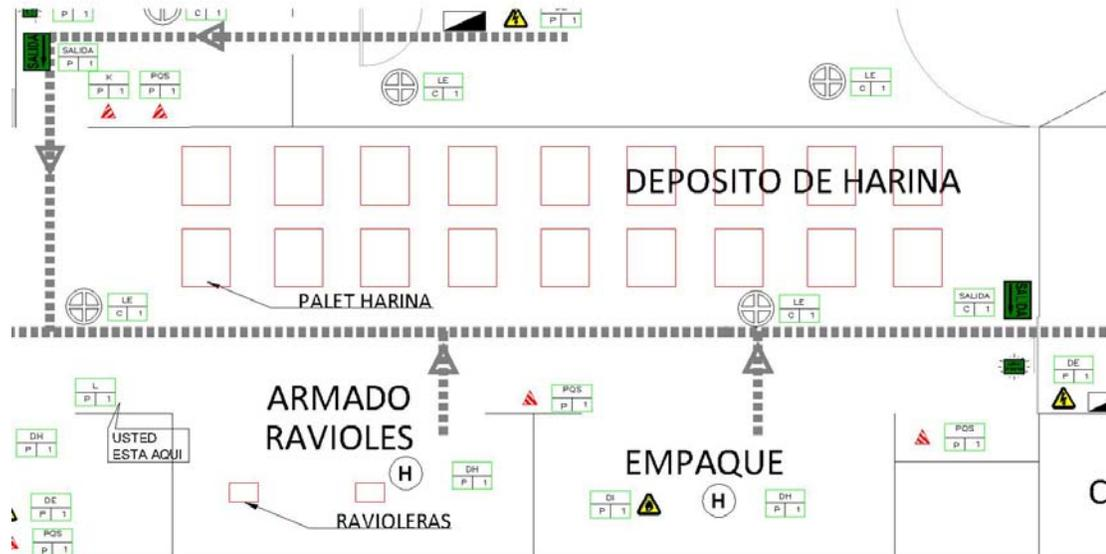 P 1
C 1
DE
P 1
SALIDA
SALIDA
P 1
K
P 1
PQS
P 1
LE
C 1
LE
C 1
DEPOSITO DE HARINA
PALET HARINA
LE
C 1
LE
C 1
SALIDA
C 1
SALIDA
DE
P 1
L
P 1
USTED
ESTA AQUI
ARMADO
RAVIOLES
H
PQS
P 1
PQS
P 1
DH
P 1
DH
P 1
EMPAQUE
H
DI
P 1
DH
P 1
DE
P 1
PQS
P 1
RAVIOLERAS
C